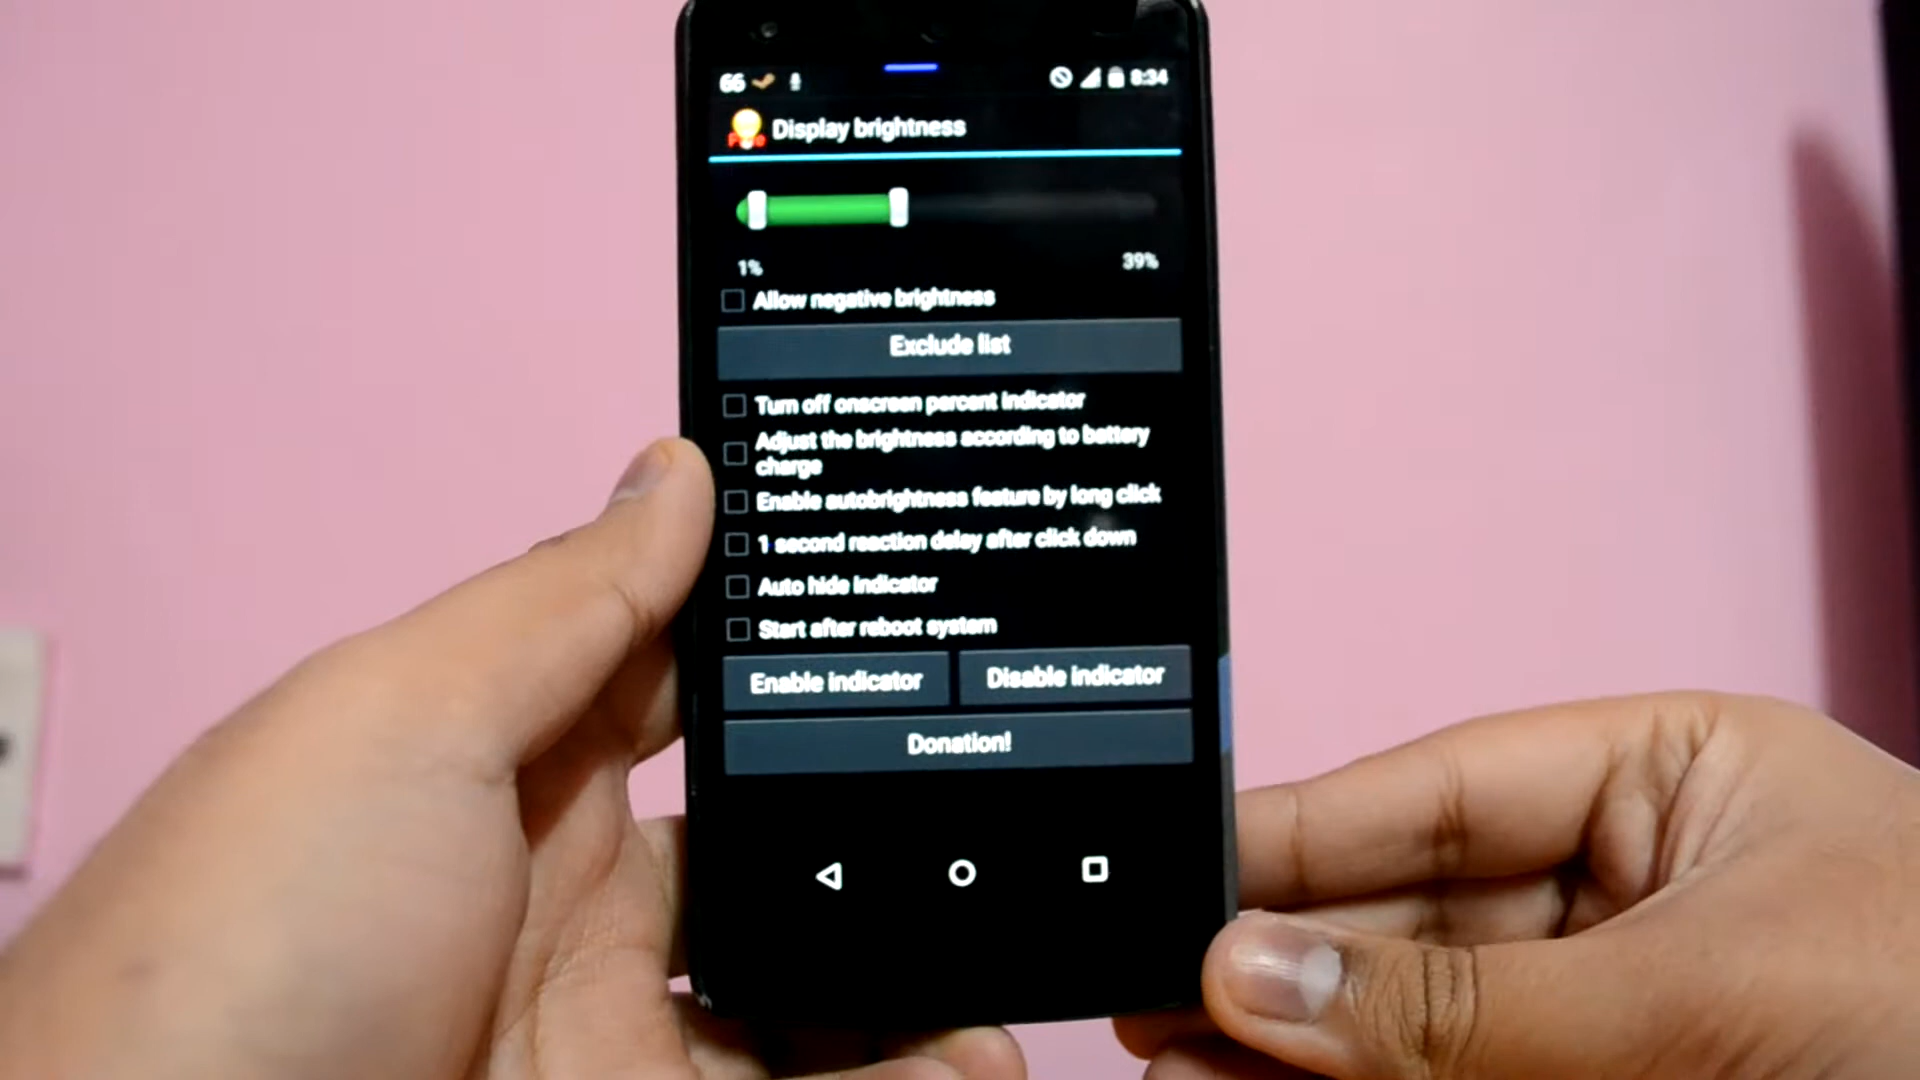 66 8:34
Free Display brightness
1% 39%
Allow negative brightness
Exclude list
Turn off onscreen percent indicator
Adjust the brightness according to battery
charge
Enable autobrightness feature by long click
1 second reaction delay after click down
Auto hide indicator
Start after reboot system
Enable indicator Disable indicator
Donation!